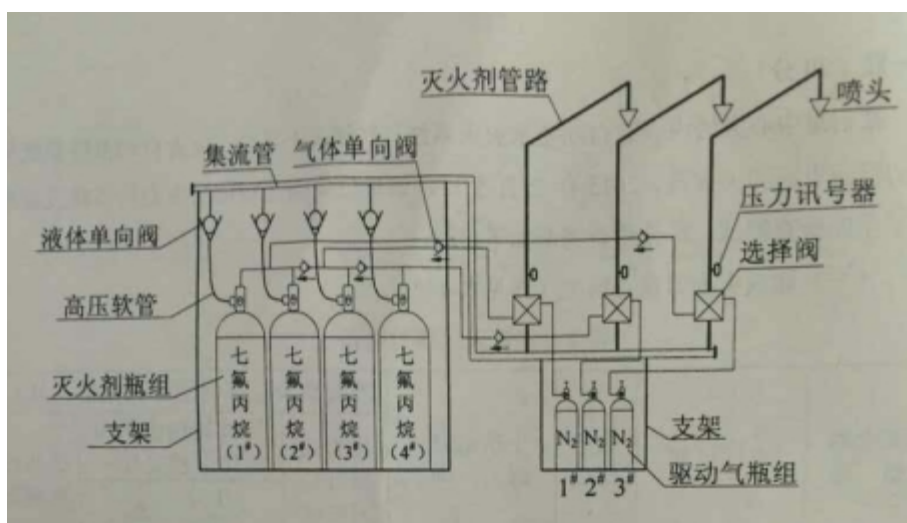 灭火剂管路
喷头
集流管
气体单向阀
压力讯号器
液体单向阀
选择阀
高压软管
灭火剂瓶组
七氟丙烷(1#)
七氟丙烷(2#)
七氟丙烷(3#)
七氟丙烷(4#)
支架
N2
N2
N2
支架
1# 2# 3#
驱动气瓶组